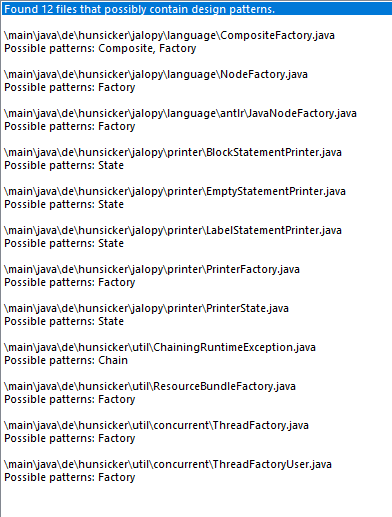 Found 12 files that possibly contain design patterns.
\main\java\de\hunsicker\jalopy\language\CompositeFactory.java
Possible patterns: Composite, Factory
\main\java\de\hunsicker\jalopy\language\NodeFactory.java
Possible patterns: Factory
\main\java\de\hunsicker\jalopy\language\antlr\JavaNodeFactory.java
Possible patterns: Factory
\main\java\de\hunsicker\jalopy\printer\BlockStatementPrinter.java
Possible patterns: State
\main\java\de\hunsicker\jalopy\printer\EmptyStatementPrinter.java
Possible patterns: State
\main\java\de\hunsicker\jalopy\printer\LabelStatementPrinter.java
Possible patterns: State
\main\java\de\hunsicker\jalopy\printer\PrinterFactory.java
Possible patterns: Factory
\main\java\de\hunsicker\jalopy\printer\PrinterState.java
Possible patterns: State
\main\java\de\hunsicker\util\ChainingRuntimeException.java
Possible patterns: Chain
\main\java\de\hunsicker\util\ResourceBundleFactory.java
Possible patterns: Factory
\main\java\de\hunsicker\util\concurrent\ThreadFactory.java
Possible patterns: Factory
\main\java\de\hunsicker\util\concurrent\ThreadFactoryUser.java
Possible patterns: Factory